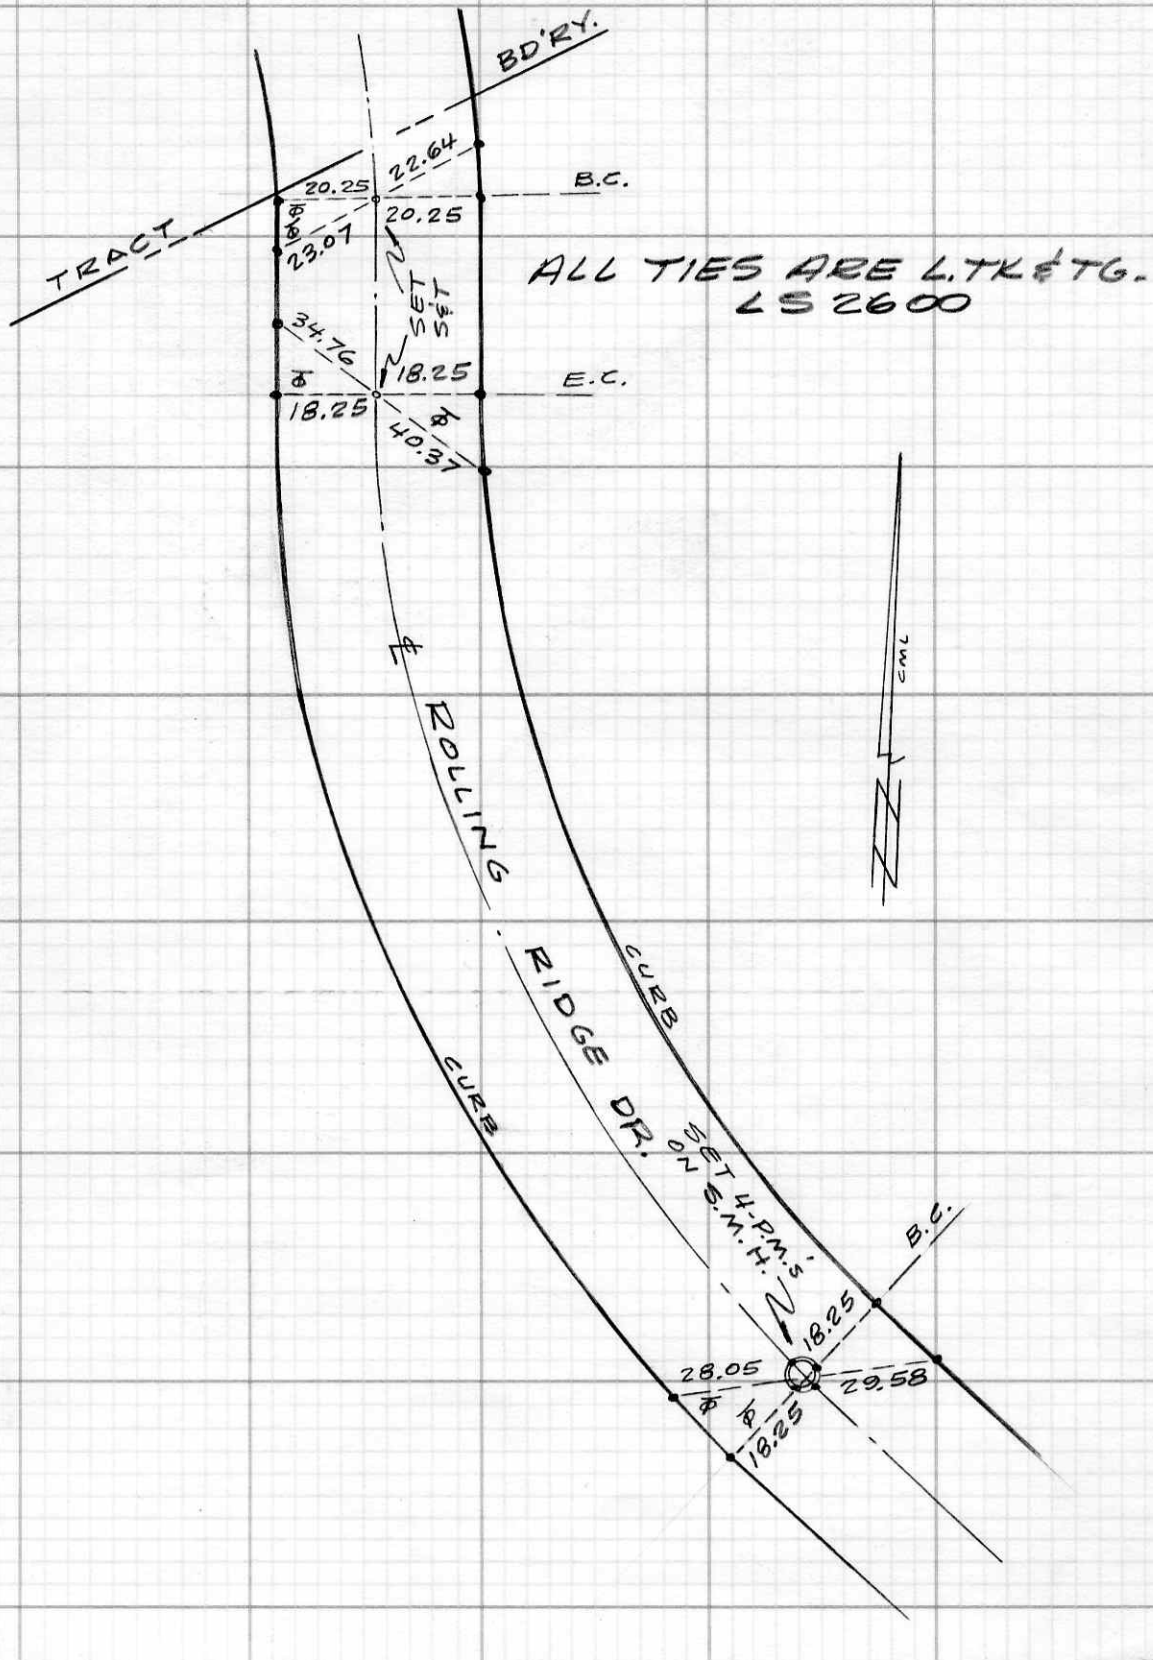 BD'RY.
TRACT
22.64
20.25
B.C.
20.25
23.07
SET
S&T
ALL TIES ARE L.TK & TG.
LS 2600
34.76
18.25
E.C.
18.25
40.37
℄
ROLLING
RIDGE DR.
CURB
CURB
SET 4-P.M.s'
ON S.M.H.
B.C.
18.25
28.05
29.58
18.25